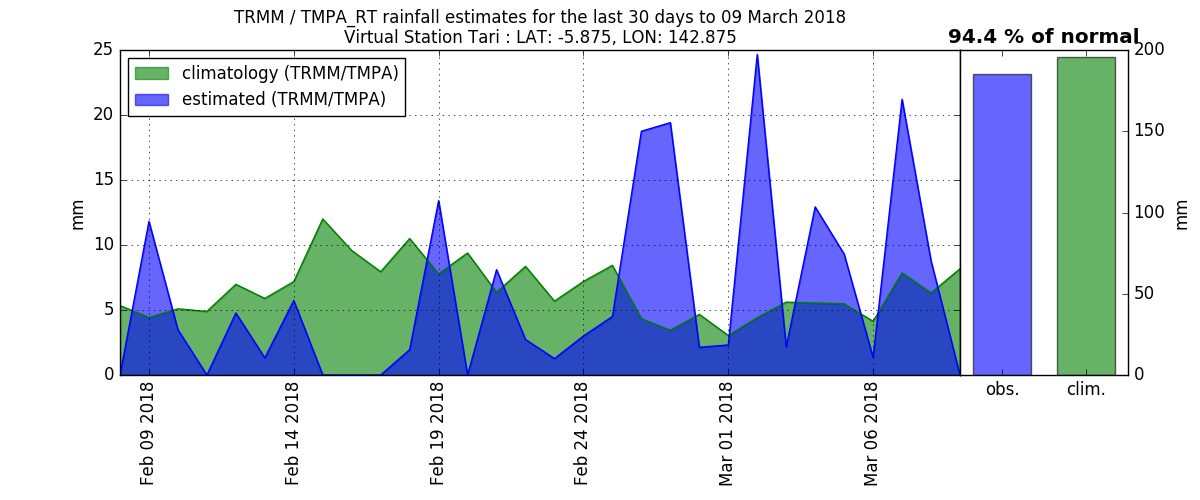 TRMM / TMPA_RT rainfall estimates for the last 30 days to 09 March 2018
Virtual Station Tari : LAT: -5.875, LON: 142.875
94.4 % of normal
climatology (TRMM/TMPA)
estimated (TRMM/TMPA)
mm
25
20
15
10
5
0
Feb 09 2018
Feb 14 2018
Feb 19 2018
Feb 24 2018
Mar 01 2018
Mar 06 2018
obs.
clim.
200
150
100
50
0
mm